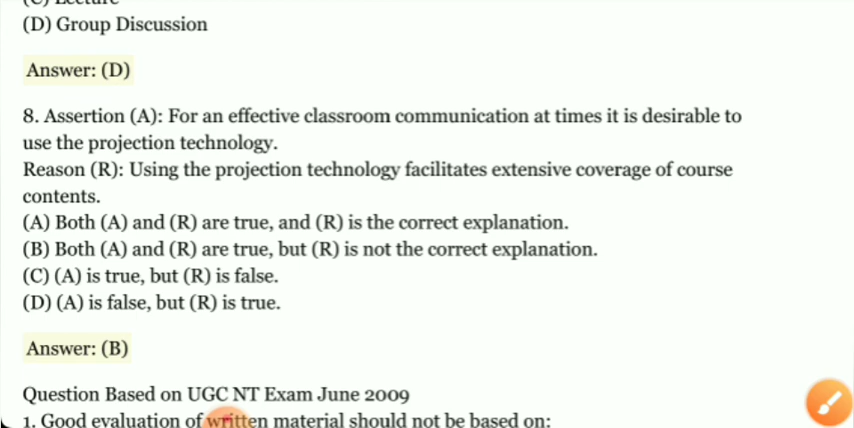 (D) Group Discussion
Answer: (D)
8. Assertion (A): For an effective classroom communication at times it is desirable to
use the projection technology.
Reason (R): Using the projection technology facilitates extensive coverage of course
contents.
(A) Both (A) and (R) are true, and (R) is the correct explanation.
(B) Both (A) and (R) are true, but (R) is not the correct explanation.
(C) (A) is true, but (R) is false.
(D) (A) is false, but (R) is true.
Answer: (B)
Question Based on UGC NT Exam June 2009
1. Good evaluation of written material should not be based on: